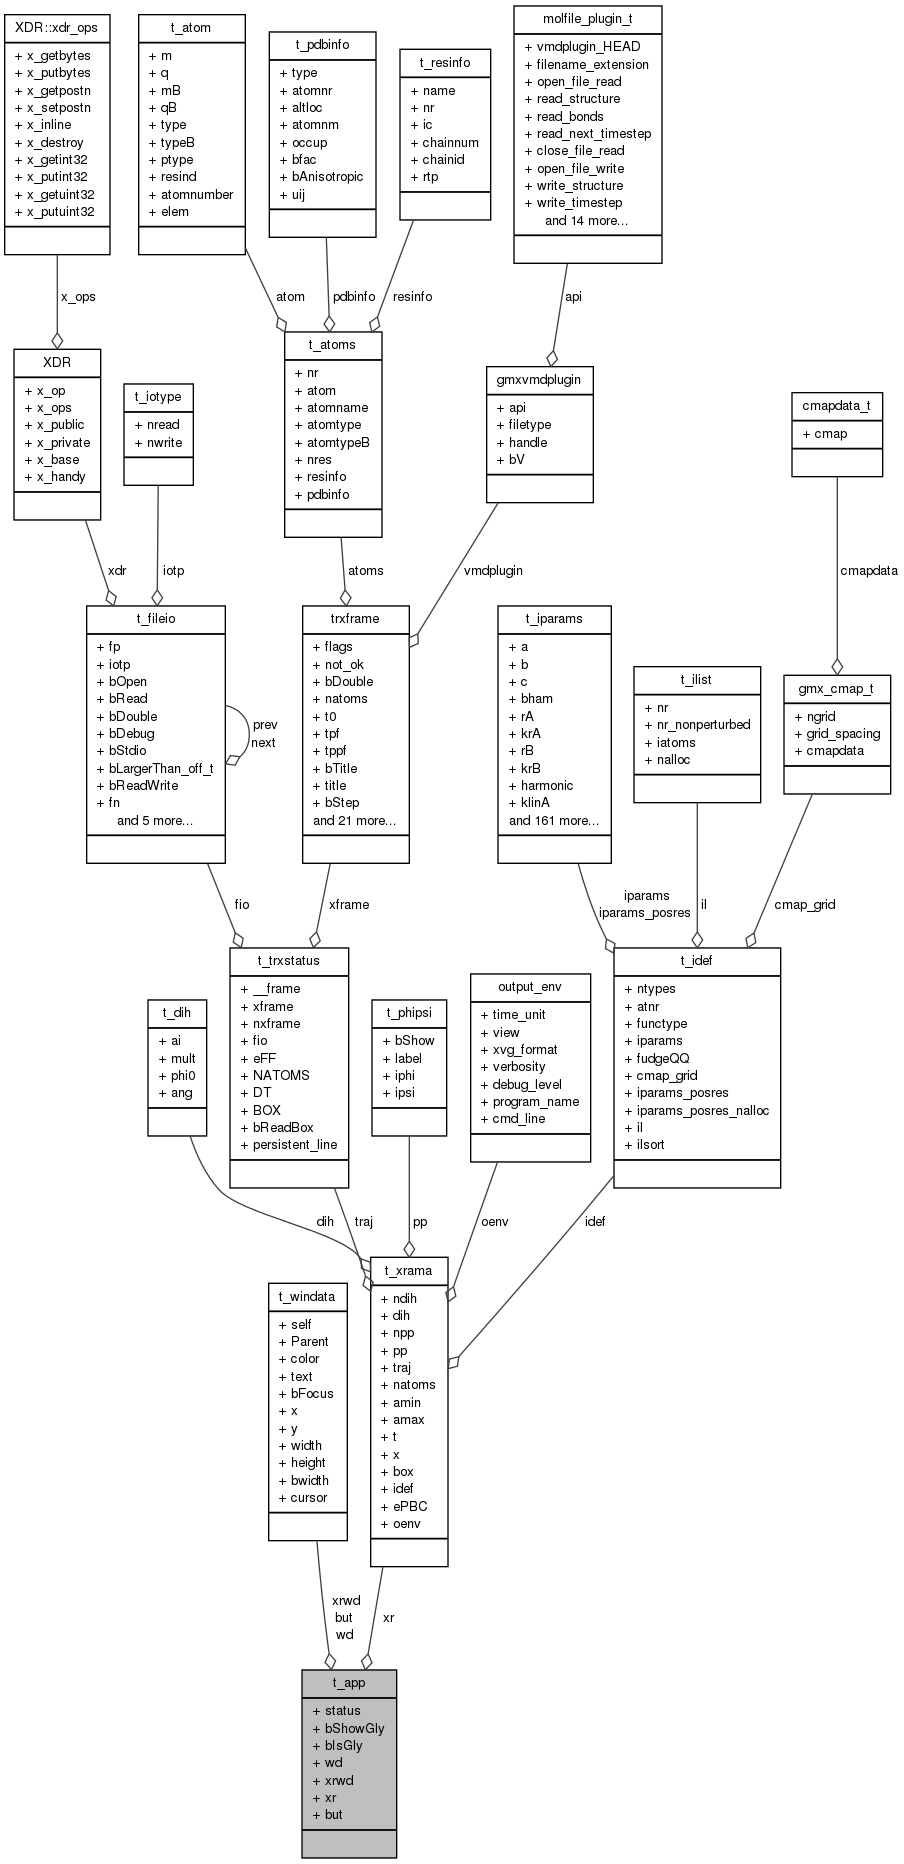 XDR::xdr_ops
+ x_getbytes
+ x_putbytes
+ x_getpostn
+ x_setpostn
+ x_inline
+ x_destroy
+ x_getint32
+ x_putint32
+ x_getuint32
+ x_putuint32
t_atom
+ m
+ q
+ mB
+ qB
+ type
+ typeB
+ ptype
+ resind
+ atomnumber
+ elem
t_pdbinfo
+ type
+ atomnr
+ altloc
+ atomnm
+ occup
+ bfac
+ bAnisotropic
+ uij
t_resinfo
+ name
+ nr
+ ic
+ chainnum
+ chainid
+ rtp
molfile_plugin_t
+ vmdplugin_HEAD
+ filename_extension
+ open_file_read
+ read_structure
+ read_bonds
+ read_next_timestep
+ close_file_read
+ open_file_write
+ write_structure
+ write_timestep
and 14 more...
x_ops
atom
pdbinfo
resinfo
api
XDR
+ x_op
+ x_ops
+ x_public
+ x_private
+ x_base
+ x_handy
t_iotype
+ nread
+ nwrite
t_atoms
+ nr
+ atom
+ atomname
+ atomtype
+ atomtypeB
+ nres
+ resinfo
+ pdbinfo
gmxvmdplugin
+ api
+ filetype
+ handle
+ bV
cmapdata_t
+ cmap
xdr
iotp
atoms
vmdplugin
cmapdata
t_fileio
+ fp
+ iotp
+ bOpen
+ bRead
+ bDouble
+ bDebug
+ bStdio
+ bLargerThan_off_t
+ bReadWrite
+ fn
and 5 more...
prev
next
trxframe
+ flags
+ not_ok
+ bDouble
+ natoms
+ t0
+ tpf
+ tppf
+ bTitle
+ title
+ bStep
and 21 more...
t_iparams
+ a
+ b
+ c
+ bham
+ rA
+ krA
+ rB
+ krB
+ harmonic
+ klinA
and 161 more...
t_ilist
+ nr
+ nr_nonperturbed
+ iatoms
+ nalloc
gmx_cmap_t
+ ngrid
+ grid_spacing
+ cmapdata
fio
xframe
iparams
iparams_posres
il
cmap_grid
t_dih
+ ai
+ mult
+ phi0
+ ang
t_trxstatus
+ __frame
+ xframe
+ nxframe
+ fio
+ eFF
+ NATOMS
+ DT
+ BOX
+ bReadBox
+ persistent_line
t_phipsi
+ bShow
+ label
+ iphi
+ ipsi
output_env
+ time_unit
+ view
+ xvg_format
+ verbosity
+ debug_level
+ program_name
+ cmd_line
t_idef
+ ntypes
+ atnr
+ functype
+ iparams
+ fudgeQQ
+ cmap_grid
+ iparams_posres
+ iparams_posres_nalloc
+ il
+ ilsort
dih
traj
pp
oenv
idef
t_windata
+ self
+ Parent
+ color
+ text
+ bFocus
+ x
+ y
+ width
+ height
+ bwidth
+ cursor
t_xrama
+ ndih
+ dih
+ npp
+ pp
+ traj
+ natoms
+ amin
+ amax
+ t
+ x
+ box
+ idef
+ ePBC
+ oenv
xrwd
but
wd
xr
t_app
+ status
+ bShowGly
+ bIsGly
+ wd
+ xrwd
+ xr
+ but